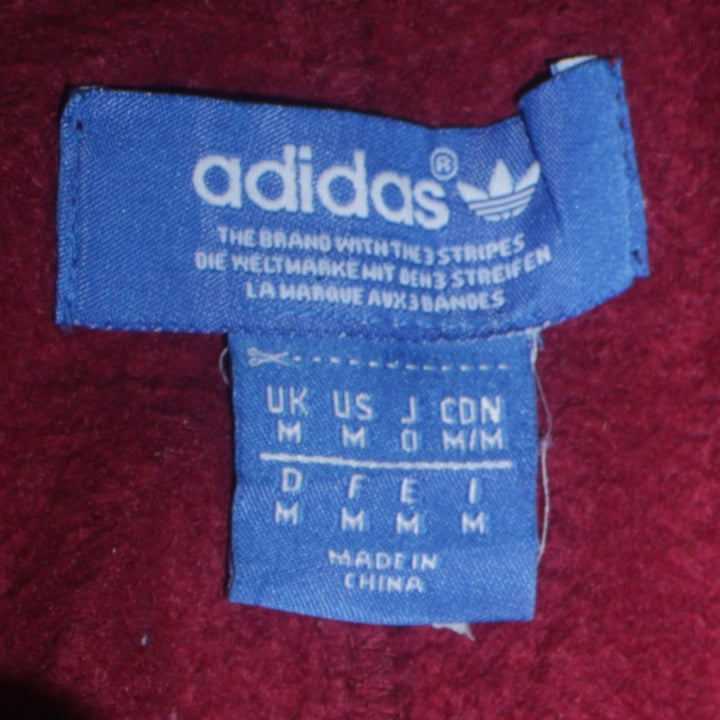 adidas®
THE BRAND WITH THE 3 STRIPES
DIE WELTMARKE MIT DEN 3 STREIFEN
LA MARQUE AUX 3 BANDES
UK US J CDN
M M O M/M
D F E I
M M M M
MADE IN
CHINA